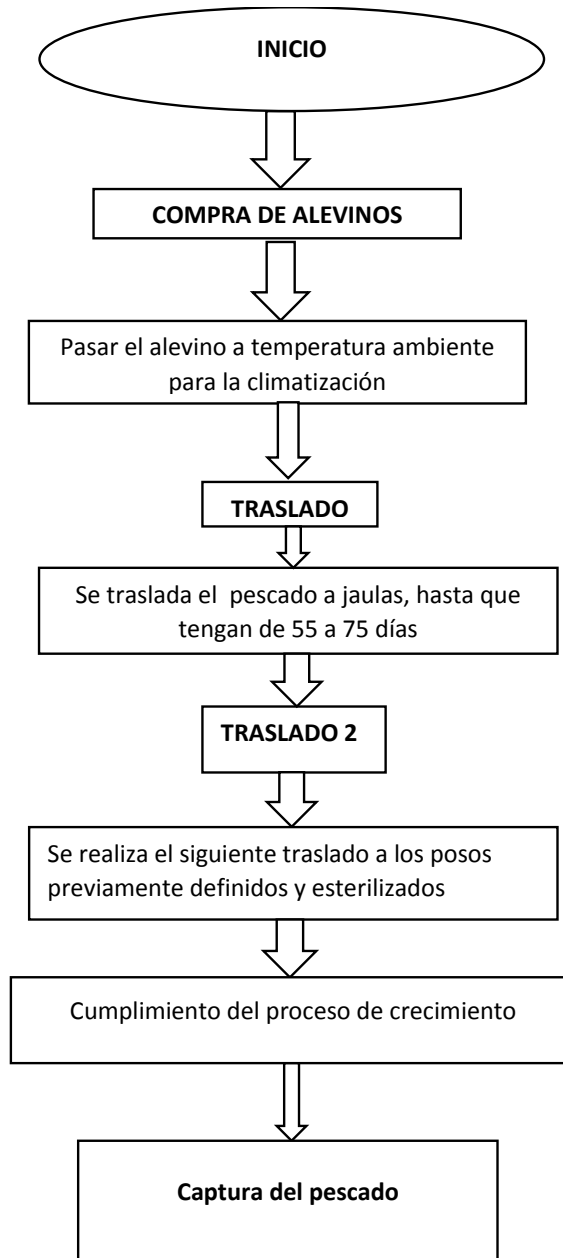 INICIO
COMPRA DE ALEVINOS
Pasar el alevino a temperatura ambiente
para la climatización
TRASLADO
Se traslada el  pescado a jaulas, hasta que
tengan de 55 a 75 días
TRASLADO 2
Se realiza el siguiente traslado a los posos
previamente definidos y esterilizados
Cumplimiento del proceso de crecimiento
Captura del pescado